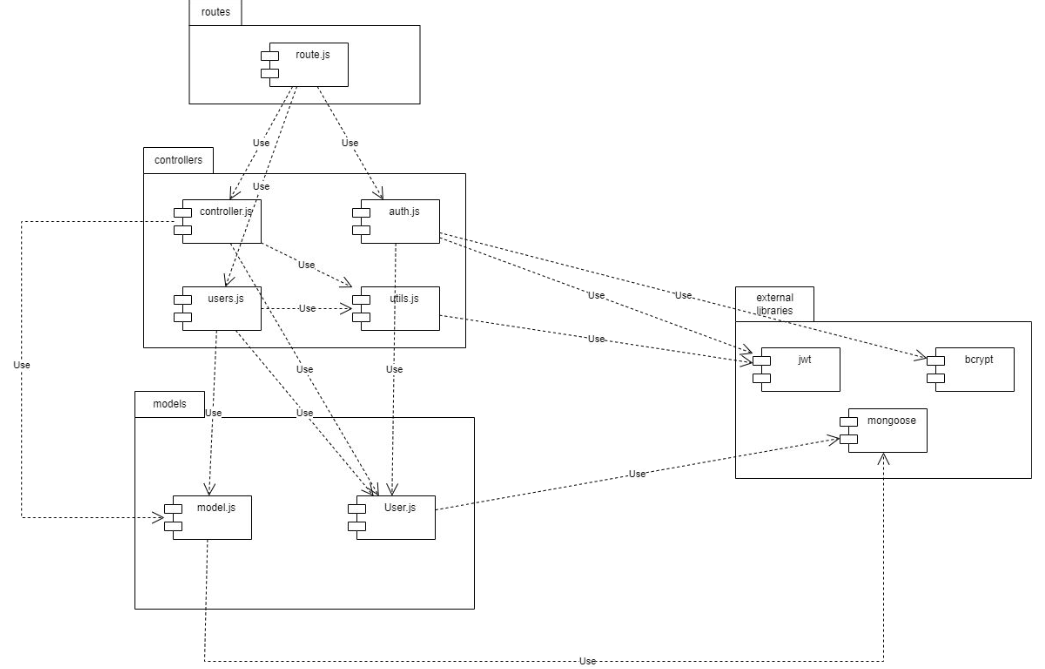 routes
route.js
Use
Use
controllers
Use
controller.js
auth.js
Use
external
libraries
users.js
utils.js
Use
Use
Use
Use
jwt
bcrypt
Use
Use
Use
models
Use
Use
mongoose
Use
model.js
User.js
Use